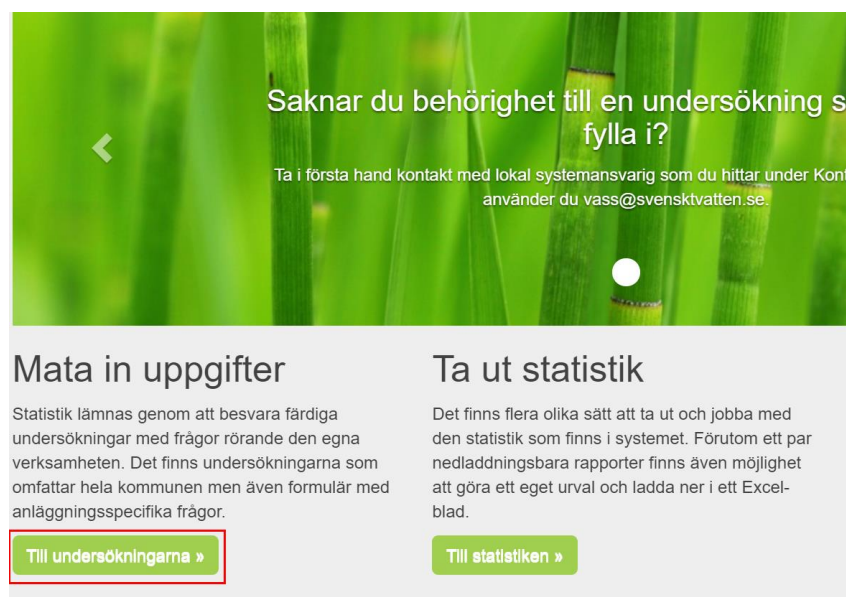 Saknar du behörighet till en undersökning s
fylla i?
Ta i första hand kontakt med lokal systemansvarig som du hittar under Kont
använder du vass@svensktvatten.se.
Mata in uppgifter
Statistik lämnas genom att besvara färdiga
undersökningar med frågor rörande den egna
verksamheten. Det finns undersökningarna som
omfattar hela kommunen men även formulär med
anläggningsspecifika frågor.
Till undersökningarna »
Ta ut statistik
Det finns flera olika sätt att ta ut och jobba med
den statistik som finns i systemet. Förutom ett par
nedladdningsbara rapporter finns även möjlighet
att göra ett eget urval och ladda ner i ett Excel-
blad.
Till statistiken »